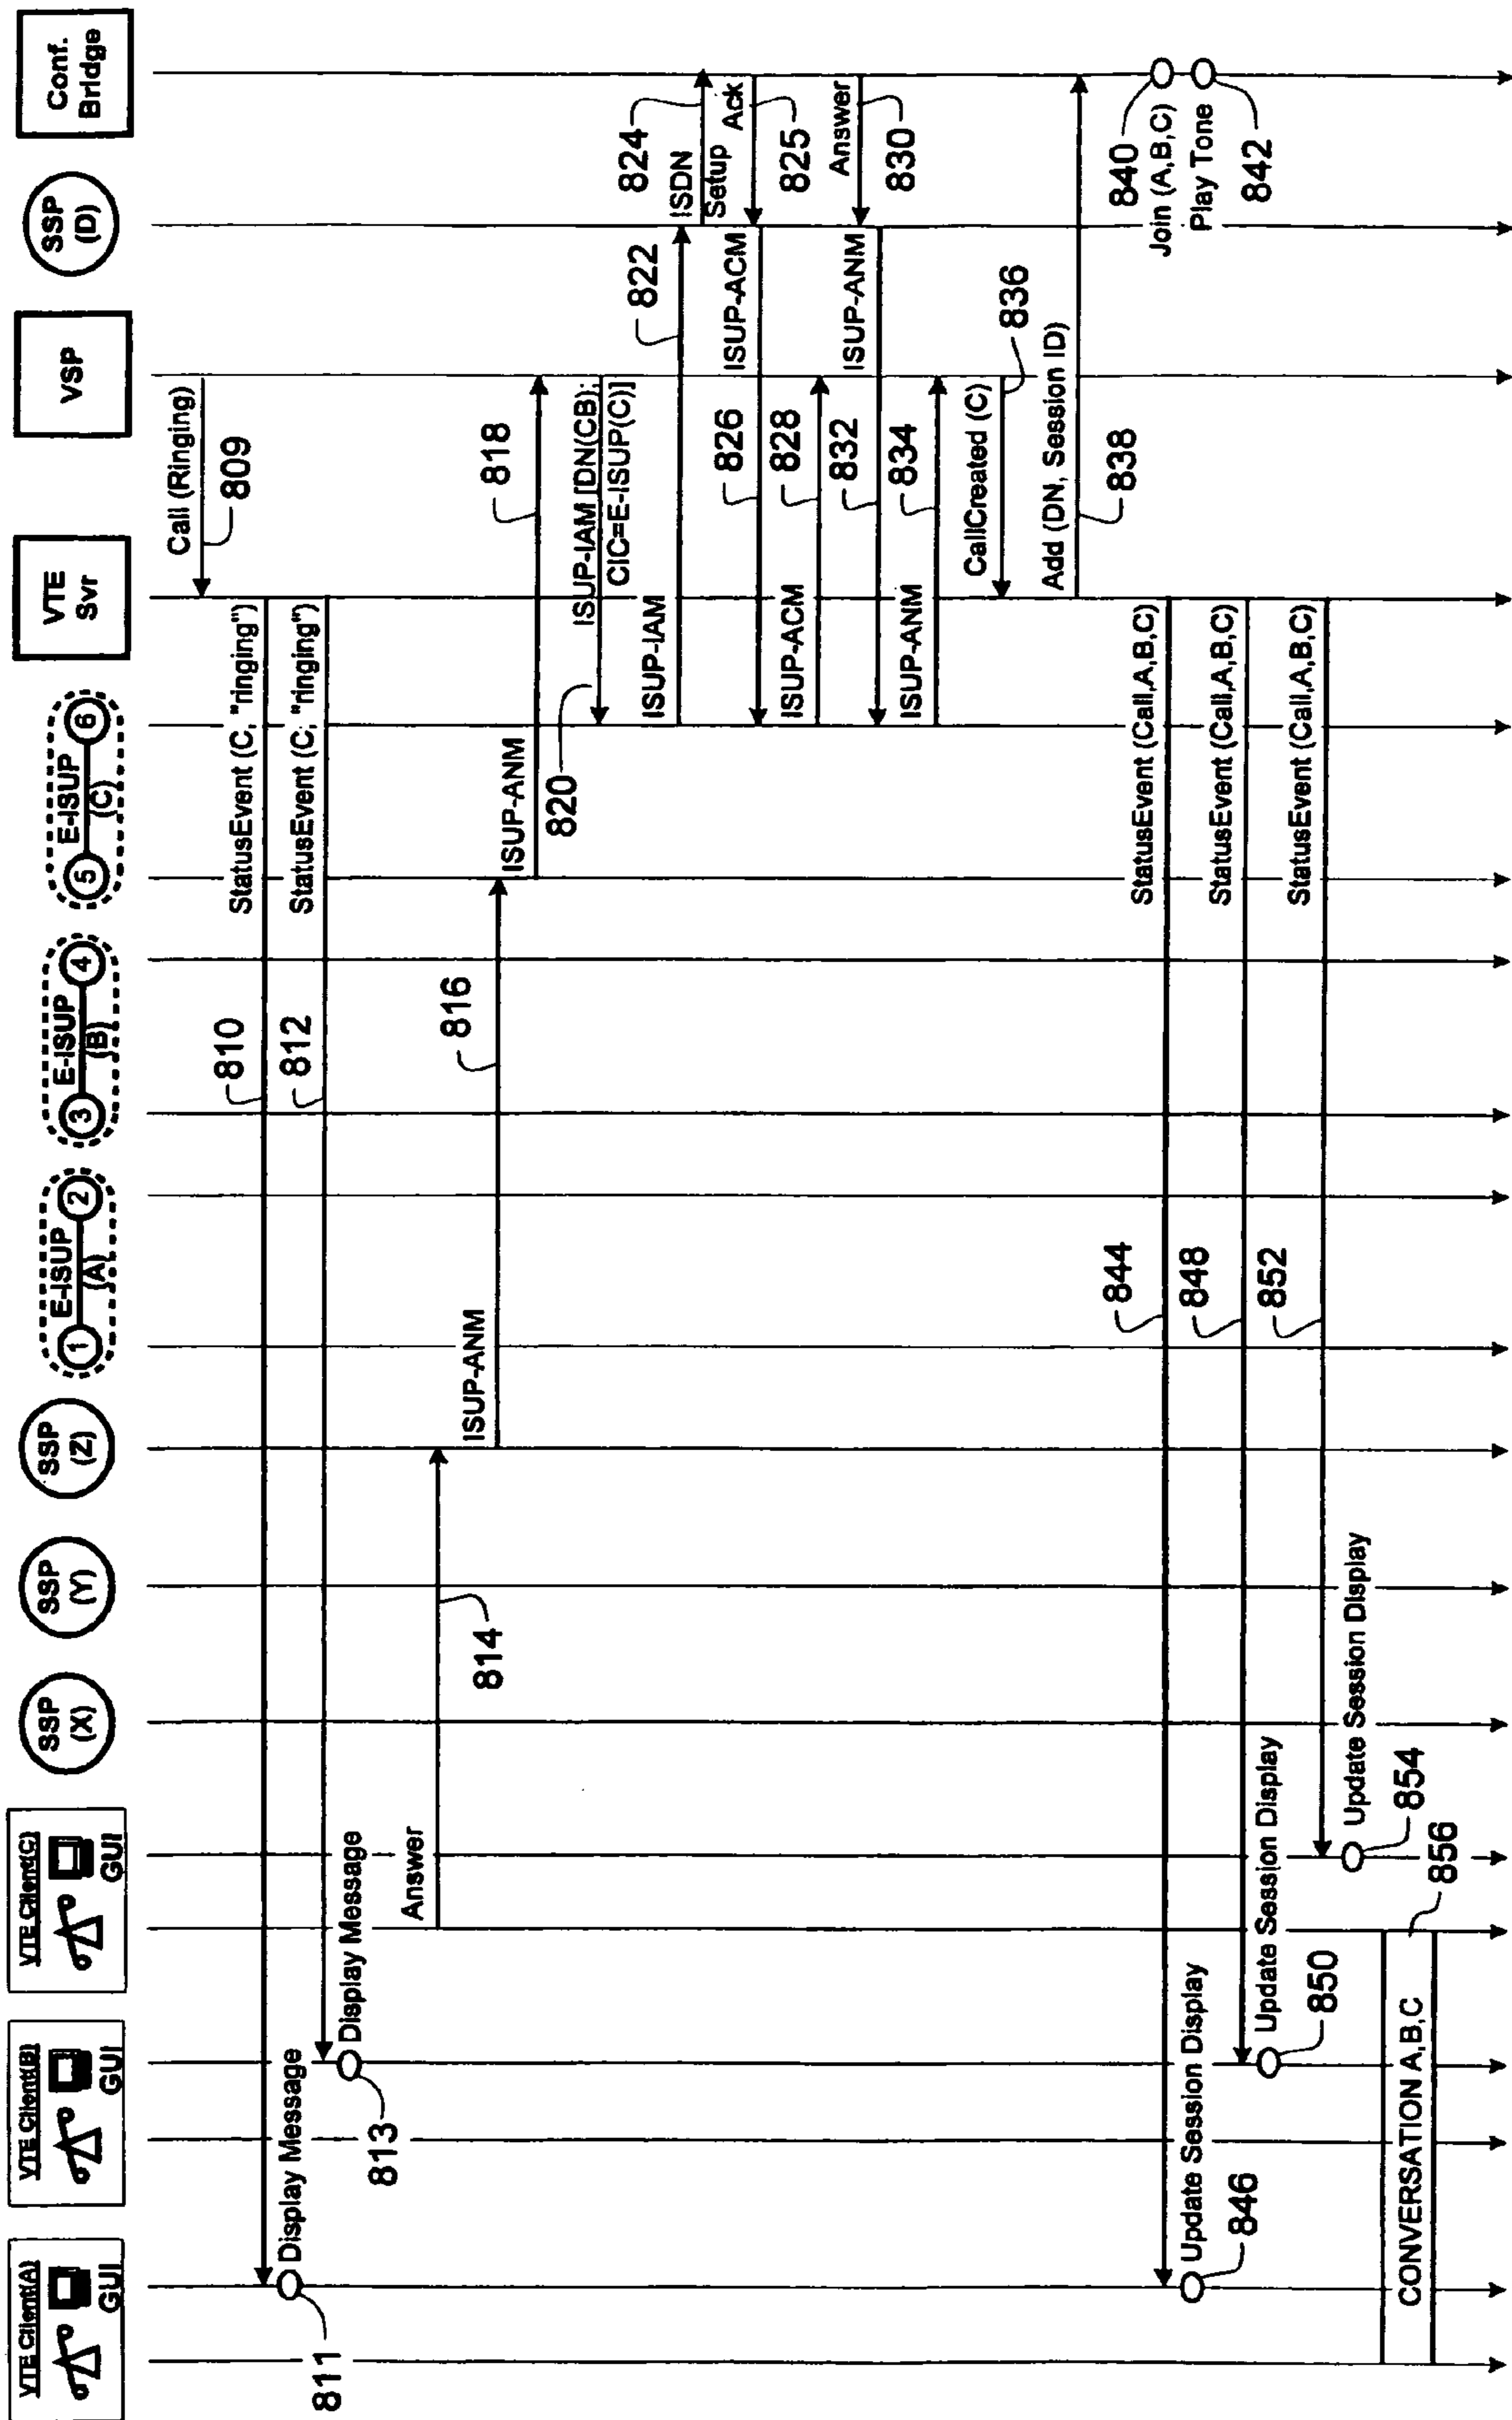 VTE Client(A)
GUI
VTE Client(B)
GUI
VTE Client(C)
GUI
SSP
(X)
SSP
(Y)
SSP
(Z)
1
E-ISUP
(A)
2
3
E-ISUP
(B)
4
5
E-ISUP
(C)
6
VTE
Svr
VSP
SSP
(D)
Conf.
Bridge
Call (Ringing)
809
StatusEvent (C, "ringing")
810
Display Message
811
StatusEvent (C, "ringing")
812
Display Message
813
Answer
814
ISUP-ANM
816
ISUP-ANM
818
ISUP-IAM [DN(CB);
CIC=E-ISUP(C)]
820
ISUP-IAM
822
ISDN
Setup
824
Ack
825
ISUP-ACM
826
ISUP-ACM
828
Answer
830
ISUP-ANM
832
ISUP-ANM
834
CallCreated (C)
836
Add (DN, Session ID)
838
840
Join (A,B,C)
Play Tone
842
StatusEvent (Call,A,B,C)
844
Update Session Display
846
StatusEvent (Call,A,B,C)
848
Update Session Display
850
StatusEvent (Call,A,B,C)
852
Update Session Display
854
CONVERSATION A,B,C
856